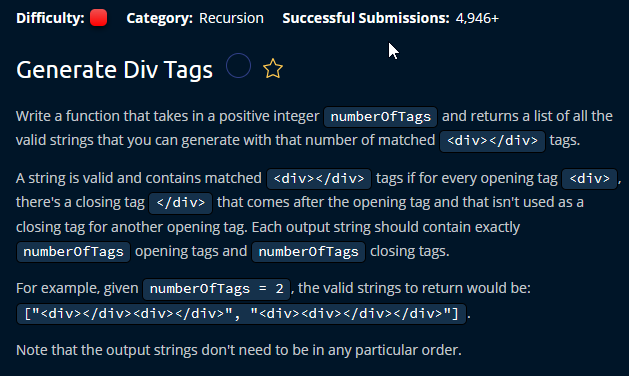 Difficulty: Category: Recursion Successful Submissions: 4,946+
Generate Div Tags
Write a function that takes in a positive integer numberOfTags and returns a list of all the
valid strings that you can generate with that number of matched <div></div> tags.
A string is valid and contains matched <div></div> tags if for every opening tag <div>,
there's a closing tag </div> that comes after the opening tag and that isn't used as a
closing tag for another opening tag. Each output string should contain exactly
numberOfTags opening tags and numberOfTags closing tags.
For example, given numberOfTags = 2, the valid strings to return would be:
["<div></div><div></div>", "<div><div></div></div>"].
Note that the output strings don't need to be in any particular order.